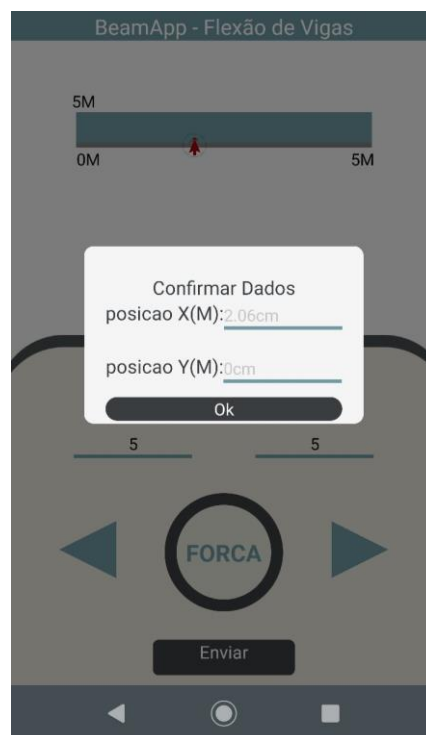 BeamApp - Flexão de Vigas
5M
0M 5M
Confirmar Dados
posicao X(M): 2.06cm
posicao Y(M): 0cm
Ok
5 5
FORCA
Enviar